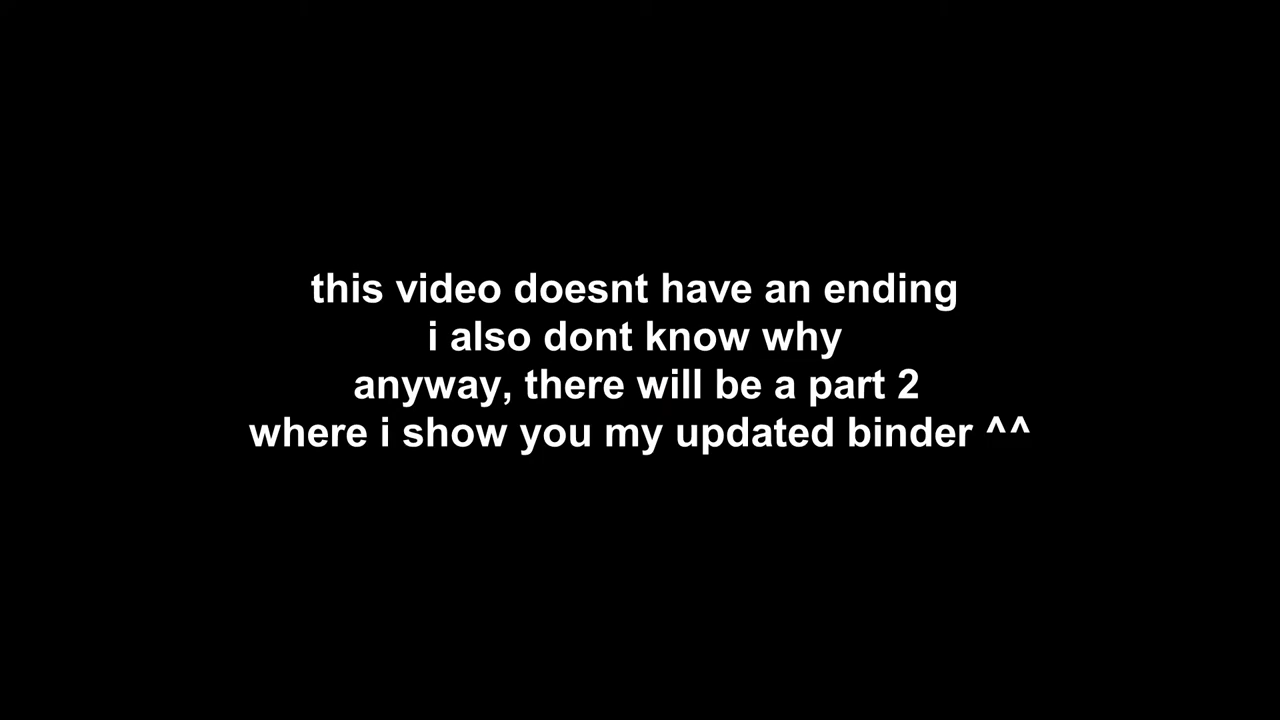 this video doesnt have an ending
i also dont know why
anyway, there will be a part 2
where i show you my updated binder ^^